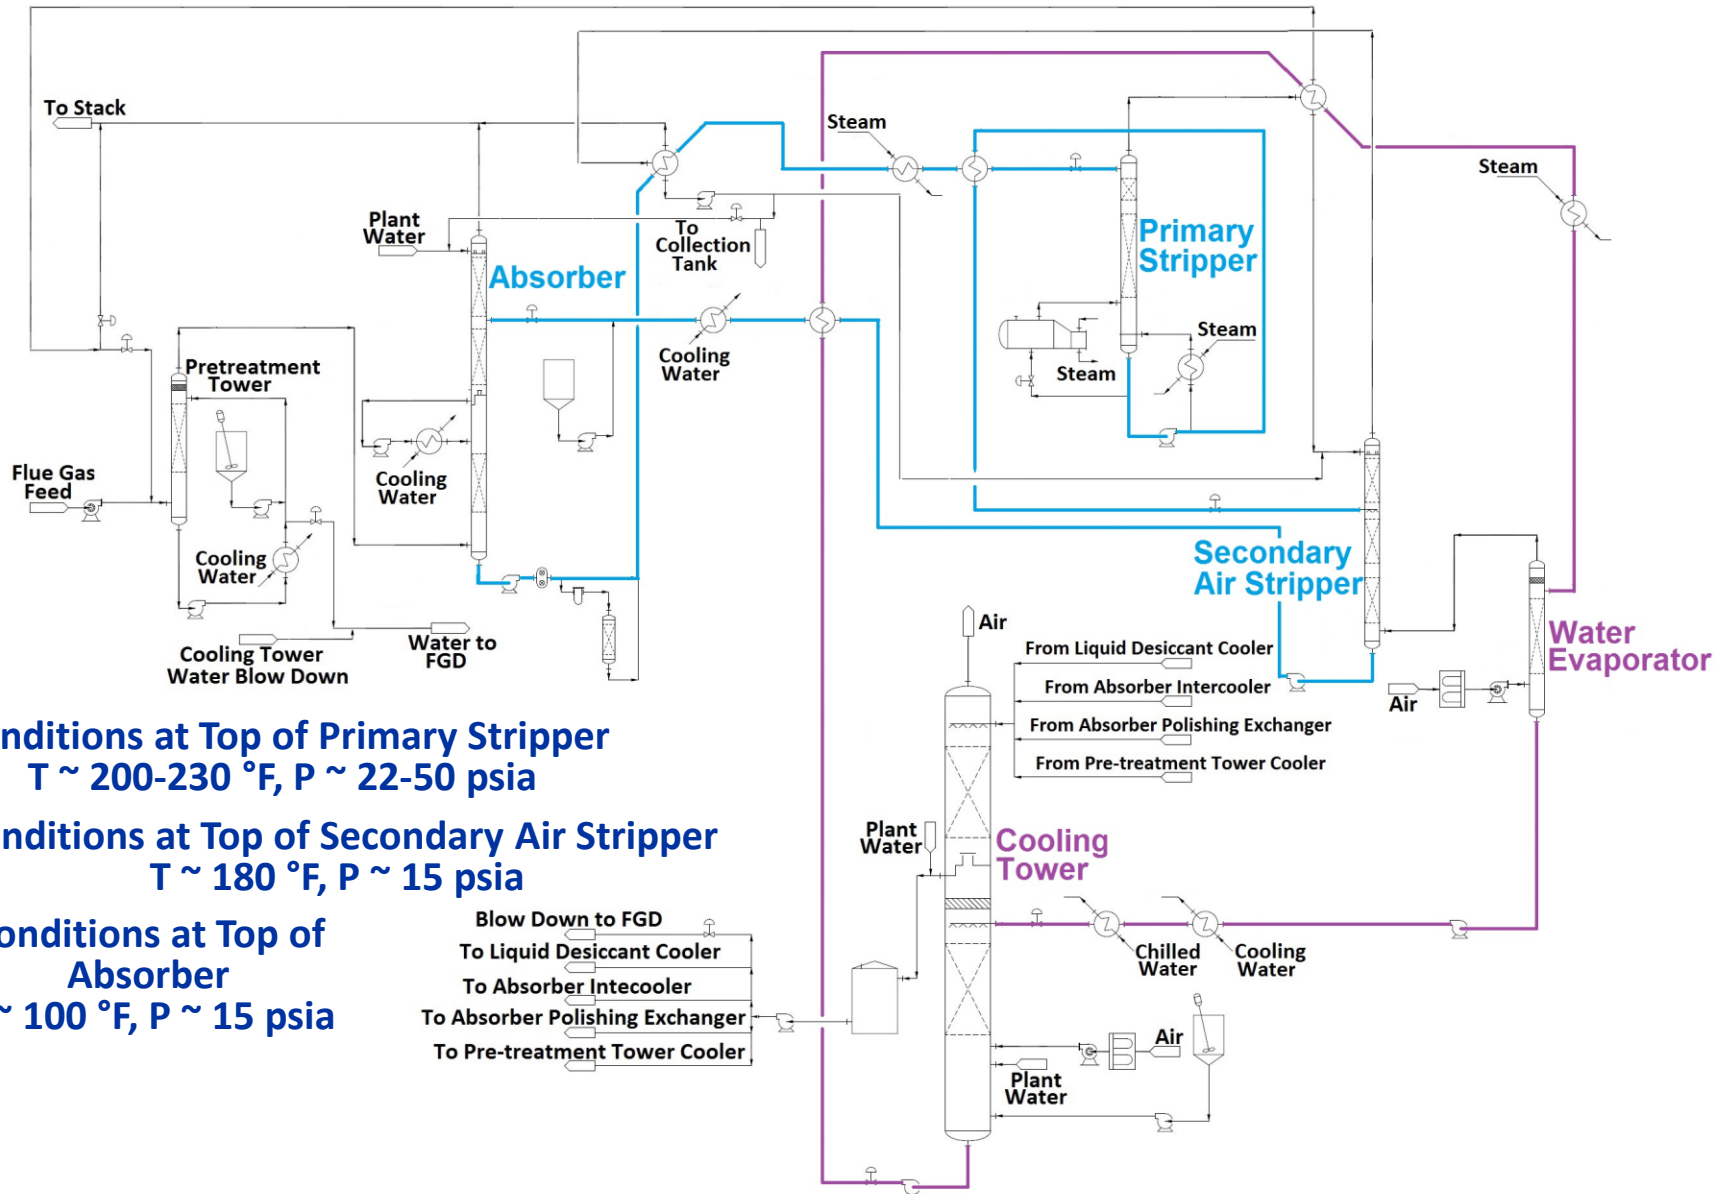 To Stack
Steam
Steam
Plant
Water
To
Collection
Tank
Primary
Stripper
Absorber
Steam
Cooling
Water
Steam
Pretreatment
Tower
Flue Gas
Feed
Cooling
Water
Cooling
Water
Secondary
Air Stripper
Water
Evaporator
Air
Cooling Tower
Water Blow Down
Water to
FGD
From Liquid Desiccant Cooler
From Absorber Intercooler
From Absorber Polishing Exchanger
From Pre-treatment Tower Cooler
Air
nditions at Top of Primary Stripper
T ~ 200-230 °F, P ~ 22-50 psia
nditions at Top of Secondary Air Stripper
T ~ 180 °F, P ~ 15 psia
onditions at Top of
Absorber
~ 100 °F, P ~ 15 psia
Plant
Water
Cooling
Tower
Blow Down to FGD
To Liquid Desiccant Cooler
To Absorber Intecooler
To Absorber Polishing Exchanger
To Pre-treatment Tower Cooler
Chilled
Water
Cooling
Water
Air
Plant
Water